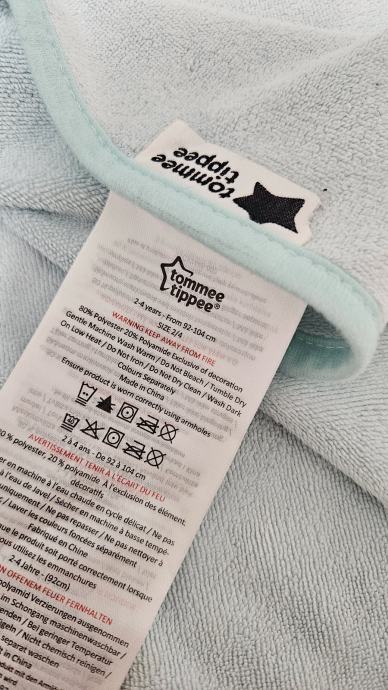 tommee
tippee
tommee
tippee®
2-4 years - From 92-104 cm
SIZE 2/4
WARNING KEEP AWAY FROM FIRE
80% Polyester 20% Polyamide Exclusive of decoration
Gentle Machine Wash Warm / Do Not Bleach / Tumble Dry
On Low Heat / Do Not Iron / Do Not Dry Clean / Wash Dark
Colours Separately
Made in China
Ensure product is worn correctly using armholes
2 à 4 ans - De 92 à 104 cm
AVERTISSEMENT TENIR À L'ÉCART DU FEU
% polyester, 20 % polyamide. À l'exclusion des élément
décoratifs
er en machine à l'eau chaude en cycle délicat / Ne pas
l'eau de Javel / Sécher en machine à basse tempé-
/ Ne pas repasser / Ne pas nettoyer à
/ Laver les couleurs foncées séparément
Fabriqué en Chine
que le produit soit porté correctement lorsque
vous utilisez les emmanchures
2-4 Jahre - (92cm)
OFFENEM FEUER FERNHALTEN
Polyamid Verzierungen ausgenommen
im Schongang maschinenwaschbar /
/ Bei geringer Temperatur
/ Nicht chemisch reinigen /
separat waschen
in China